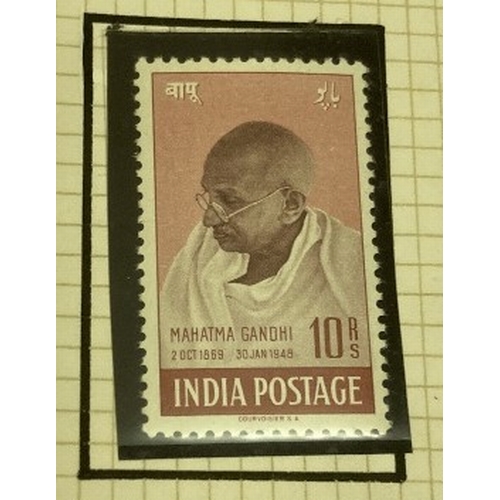 बापू باپو
MAHATMA GANDHI
2 OCT 1869 30 JAN 1948 10 RS
INDIA POSTAGE
COURVOISIER S.A.